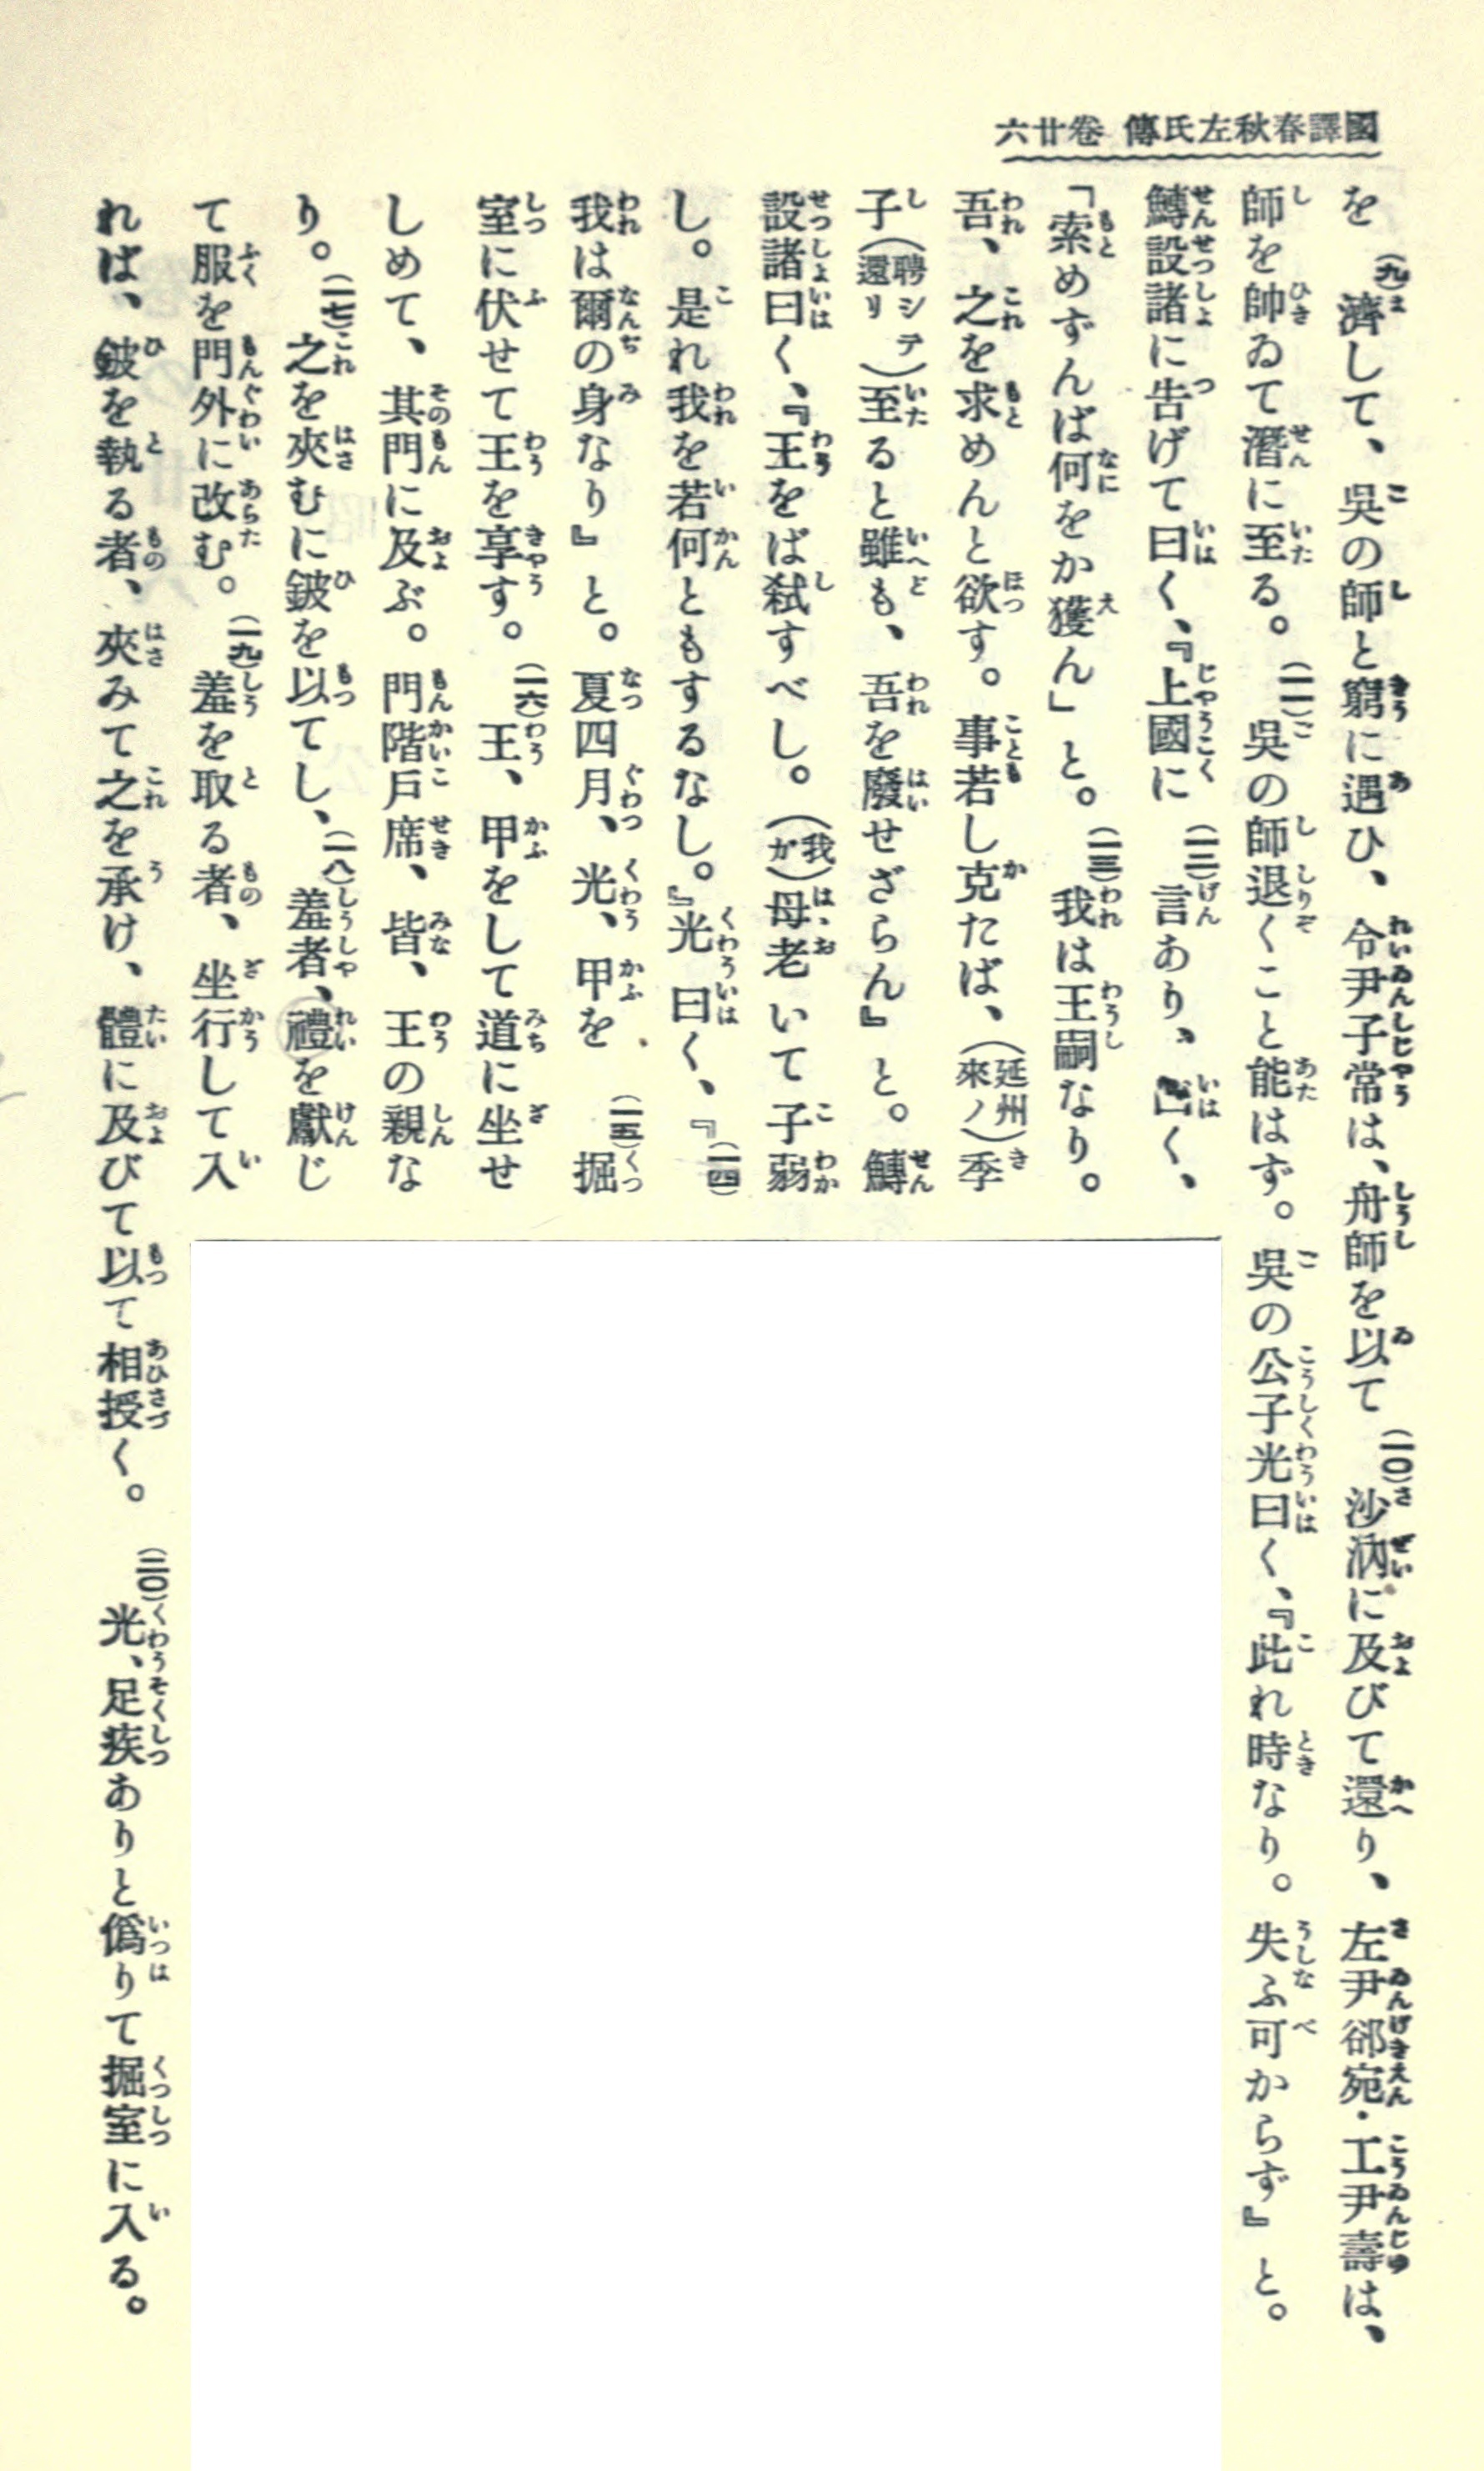 國譯春秋左氏傳 卷廿六
を(九)濟して、吳の師と窮に遇ひ、令尹子常は、舟師を以て(一〇)沙汭に及びて還り、左尹郤宛・工尹壽は、
師を帥ゐて潛に至る。(一一)吳の師退くこと能はず。吳の公子光曰く、『此れ時なり。失ふ可からず』と。
鱄設諸に告げて曰く、『上國に(一二)言あり、曰く、
「索めずんば何をか獲ん」と。(一三)我は王嗣なり。
吾、之を求めんと欲す。事若し克たば、(延州來ノ)季
子(聘シテ還リ)至ると雖も、吾を廢せざらん』と。鱄
設諸曰く、『王をば弑すべし。(我ガ)母老いて子弱
し。是れ我を若何ともするなし。』光曰く、『(一四)
我は爾の身なり』と。夏四月、光、甲を(一五)掘
室に伏せて王を享す。(一六)王、甲をして道に坐せ
しめて、其門に及ぶ。門階戶席、皆、王の親な
り。(一七)之を夾むに鈹を以てし、(一八)羞者、禮を獻じ
て服を門外に改む。(一九)羞を取る者、坐行して入
れば、鈹を執る者、夾みて之を承け、體に及びて以て相授く。(二〇)光、足疾ありと僞りて掘室に入る。